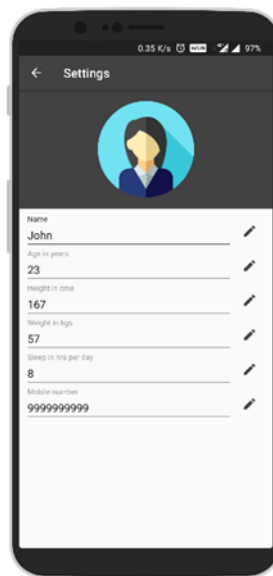 0.35 K/s VoWiFi 97%
Settings
Name
John
Age in years
23
Height in cms
167
Weight in kgs
57
Sleep in hrs per day
8
Mobile number
9999999999